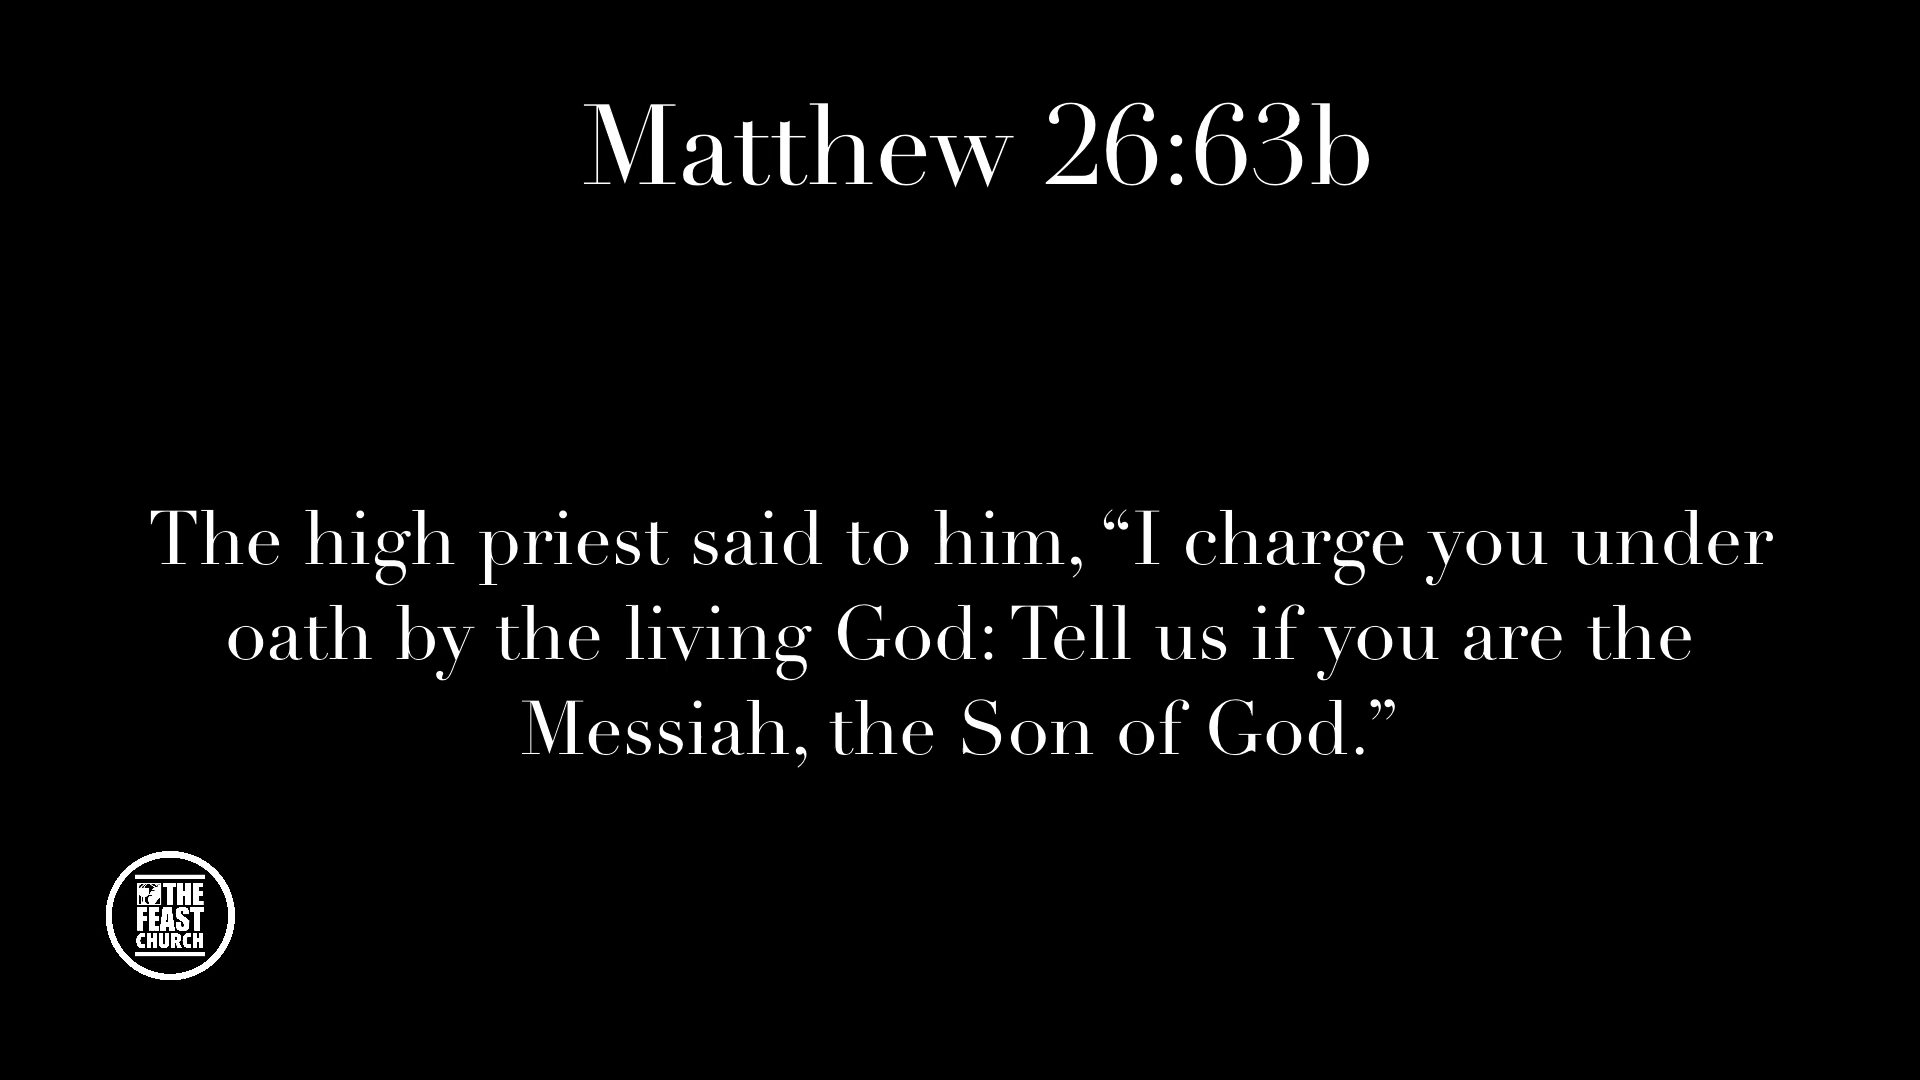 Matthew 26:63b
The high priest said to him, “I charge you under
oath by the living God: Tell us if you are the
Messiah, the Son of God.”
THE
FEAST
CHURCH